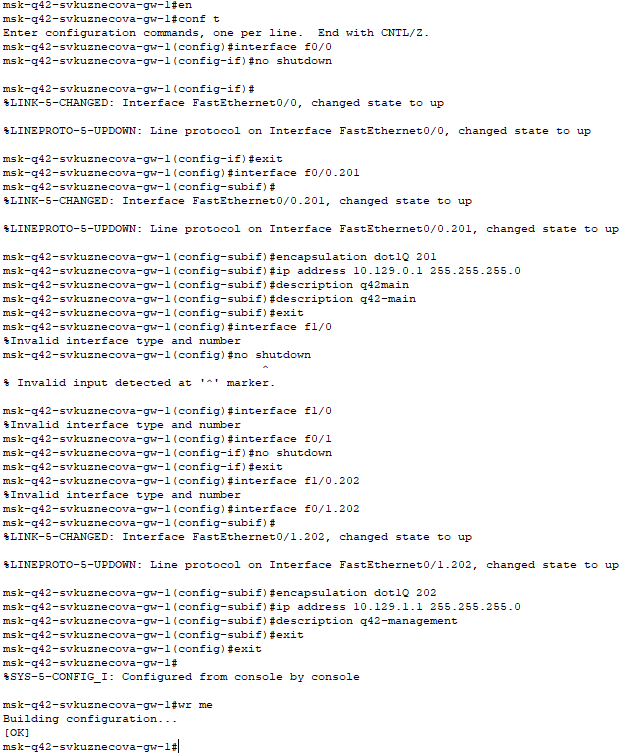 msk-q42-svkuznecova-gw-1#en
msk-q42-svkuznecova-gw-1#conf t
Enter configuration commands, one per line.  End with CNTL/Z.
msk-q42-svkuznecova-gw-1(config)#interface f0/0
msk-q42-svkuznecova-gw-1(config-if)#no shutdown
msk-q42-svkuznecova-gw-1(config-if)#
%LINK-5-CHANGED: Interface FastEthernet0/0, changed state to up
%LINEPROTO-5-UPDOWN: Line protocol on Interface FastEthernet0/0, changed state to up
msk-q42-svkuznecova-gw-1(config-if)#exit
msk-q42-svkuznecova-gw-1(config)#interface f0/0.201
msk-q42-svkuznecova-gw-1(config-subif)#
%LINK-5-CHANGED: Interface FastEthernet0/0.201, changed state to up
%LINEPROTO-5-UPDOWN: Line protocol on Interface FastEthernet0/0.201, changed state to up
msk-q42-svkuznecova-gw-1(config-subif)#encapsulation dot1Q 201
msk-q42-svkuznecova-gw-1(config-subif)#ip address 10.129.0.1 255.255.255.0
msk-q42-svkuznecova-gw-1(config-subif)#description q42main
msk-q42-svkuznecova-gw-1(config-subif)#description q42-main
msk-q42-svkuznecova-gw-1(config-subif)#exit
msk-q42-svkuznecova-gw-1(config)#interface f1/0
%Invalid interface type and number
msk-q42-svkuznecova-gw-1(config)#no shutdown
^
% Invalid input detected at '^' marker.
msk-q42-svkuznecova-gw-1(config)#interface f1/0
%Invalid interface type and number
msk-q42-svkuznecova-gw-1(config)#interface f0/1
msk-q42-svkuznecova-gw-1(config-if)#no shutdown
msk-q42-svkuznecova-gw-1(config-if)#exit
msk-q42-svkuznecova-gw-1(config)#interface f1/0.202
%Invalid interface type and number
msk-q42-svkuznecova-gw-1(config)#interface f0/1.202
msk-q42-svkuznecova-gw-1(config-subif)#
%LINK-5-CHANGED: Interface FastEthernet0/1.202, changed state to up
%LINEPROTO-5-UPDOWN: Line protocol on Interface FastEthernet0/1.202, changed state to up
msk-q42-svkuznecova-gw-1(config-subif)#encapsulation dot1Q 202
msk-q42-svkuznecova-gw-1(config-subif)#ip address 10.129.1.1 255.255.255.0
msk-q42-svkuznecova-gw-1(config-subif)#description q42-management
msk-q42-svkuznecova-gw-1(config-subif)#exit
msk-q42-svkuznecova-gw-1(config)#exit
msk-q42-svkuznecova-gw-1#
%SYS-5-CONFIG_I: Configured from console by console
msk-q42-svkuznecova-gw-1#wr me
Building configuration...
[OK]
msk-q42-svkuznecova-gw-1#